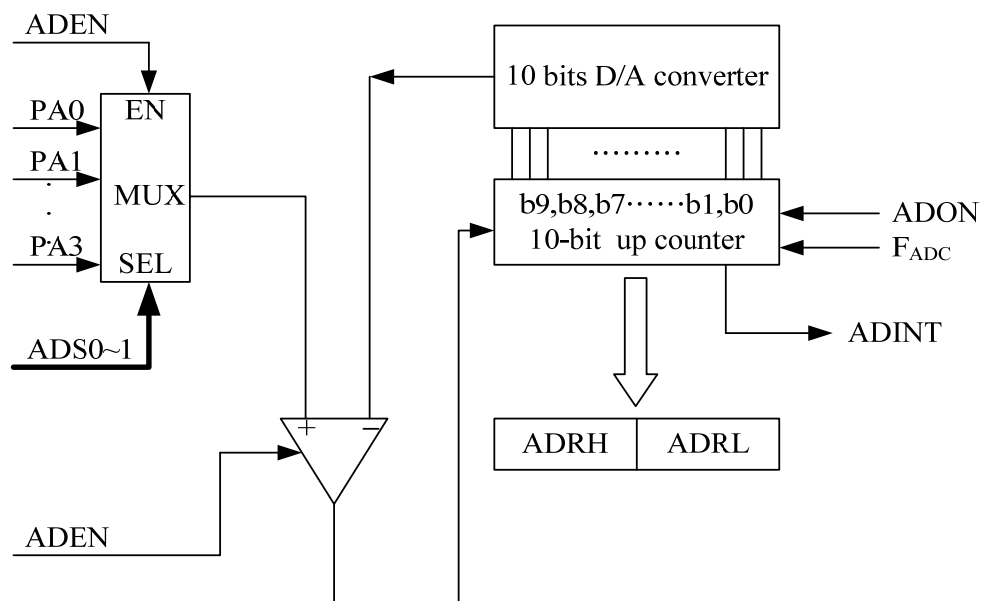 ADEN
PA0
PA1
.
.
.
PA3
EN
MUX
SEL
ADS0~1
10 bits D/A converter
.........
b9,b8,b7······b1,b0
10-bit up counter
ADON
F_ADC
ADINT
+
−
ADRH
ADRL
ADEN